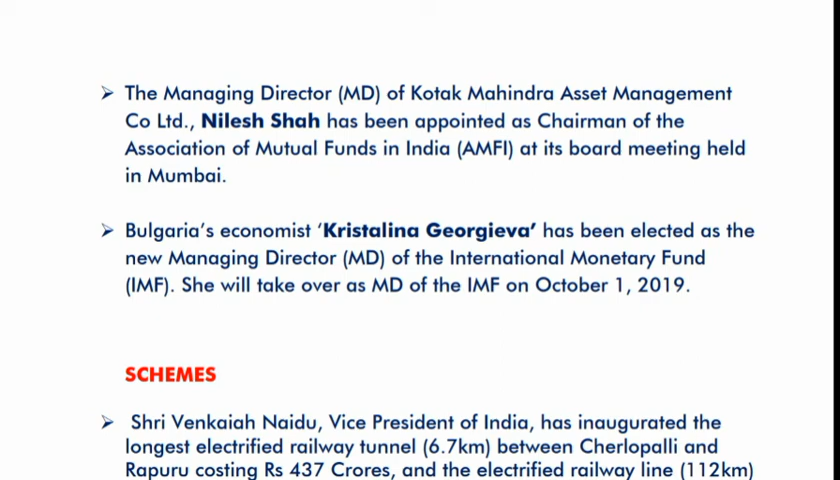 ➢ The Managing Director (MD) of Kotak Mahindra Asset Management
Co Ltd., Nilesh Shah has been appointed as Chairman of the
Association of Mutual Funds in India (AMFI) at its board meeting held
in Mumbai.
➢ Bulgaria's economist ‘Kristalina Georgieva’ has been elected as the
new Managing Director (MD) of the International Monetary Fund
(IMF). She will take over as MD of the IMF on October 1, 2019.
SCHEMES
➢ Shri Venkaiah Naidu, Vice President of India, has inaugurated the
longest electrified railway tunnel (6.7km) between Cherlopalli and
Rapuru costing Rs 437 Crores, and the electrified railway line (112km)